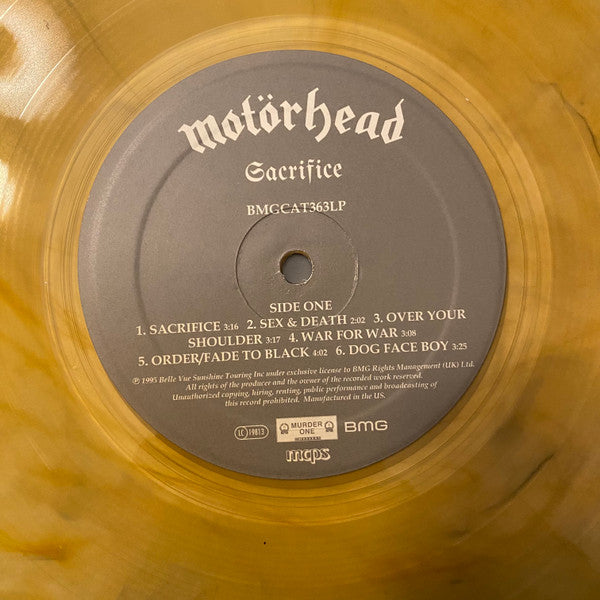 motörhead
Sacrifice
BMGCAT363LP
SIDE ONE
1. SACRIFICE 3:16 2. SEX & DEATH 2:02 3. OVER YOUR
SHOULDER 3:17 4. WAR FOR WAR 3:08
5. ORDER/FADE TO BLACK 4:02 6. DOG FACE BOY 3:25
℗ 1995 Belle Vue Sunshine Touring Inc under exclusive license to BMG Rights Management (UK) Ltd.
All rights of the producer and the owner of the recorded work reserved.
Unauthorized copying, hiring, renting, public performance and broadcasting of
this record prohibited. Manufactured in the US.
LC 19813
MURDER
ONE
BMG
mcps